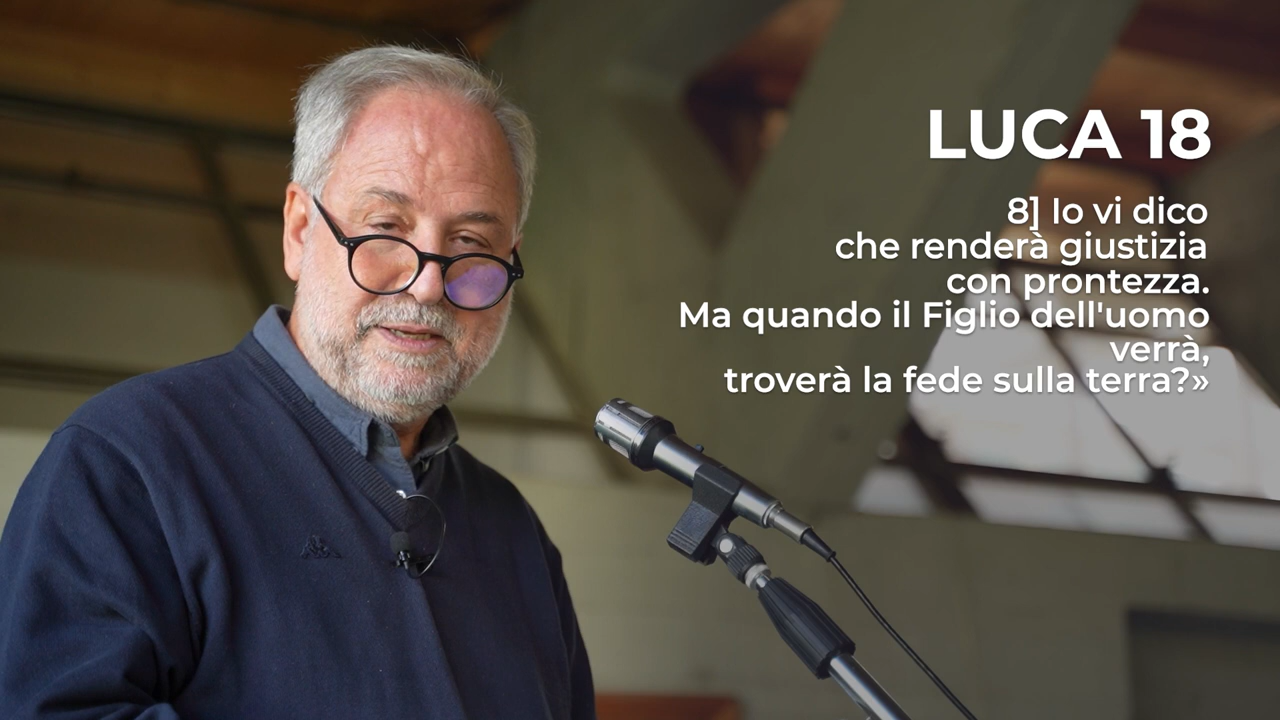 LUCA 18
8] Io vi dico
che renderà giustizia
con prontezza.
Ma quando il Figlio dell'uomo
verrà,
troverà la fede sulla terra?»